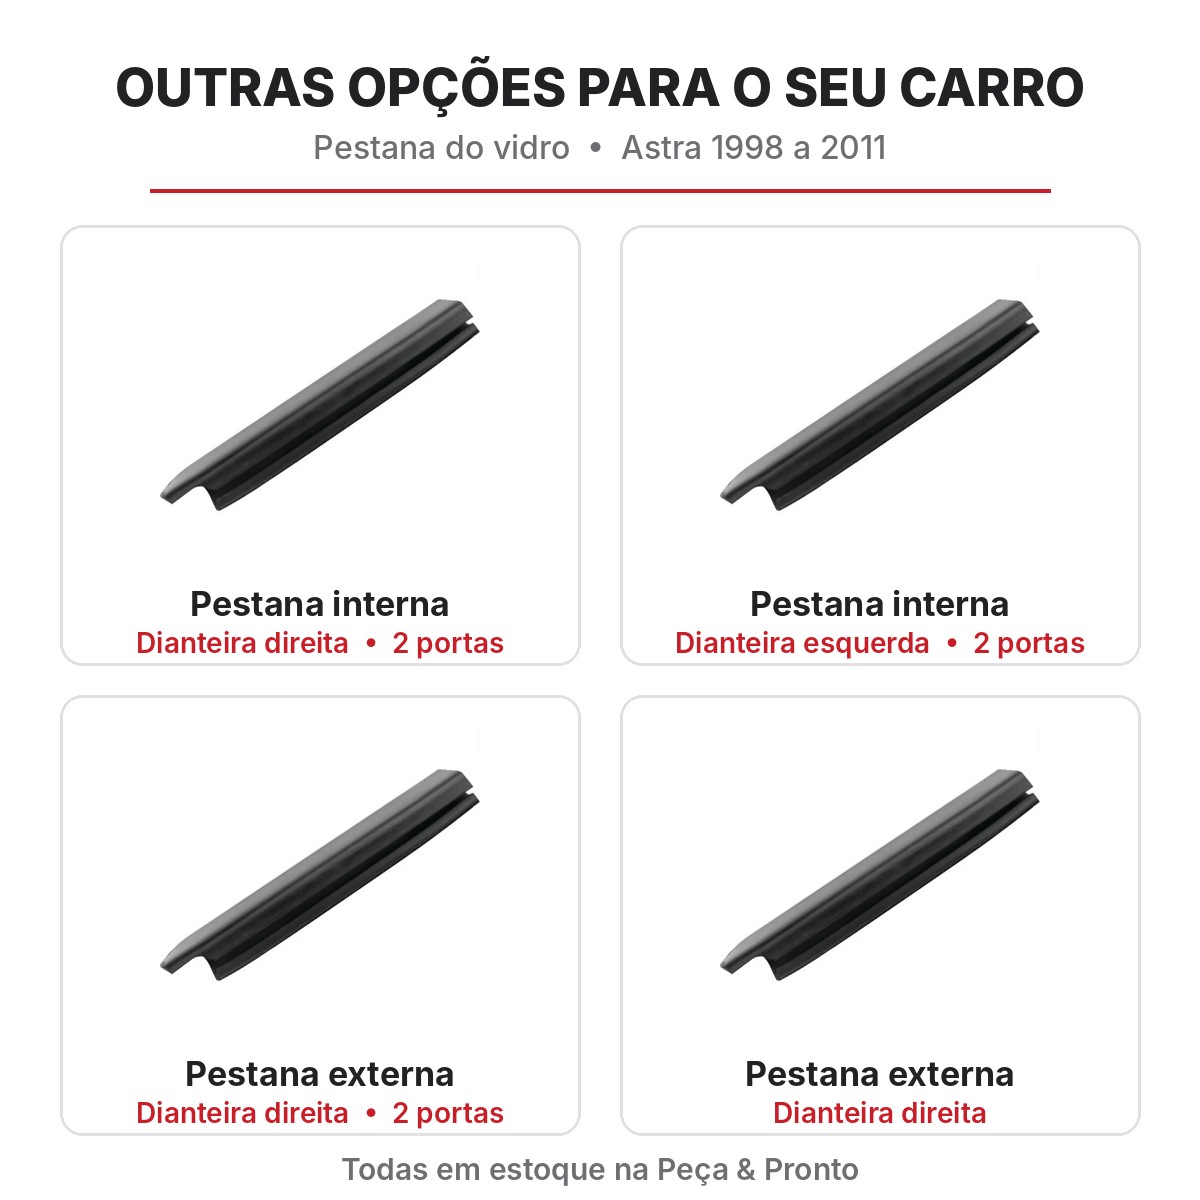 OUTRAS OPÇÕES PARA O SEU CARRO
Pestana do vidro • Astra 1998 a 2011
Pestana interna
Dianteira direita • 2 portas
Pestana interna
Dianteira esquerda • 2 portas
Pestana externa
Dianteira direita • 2 portas
Pestana externa
Dianteira direita
Todas em estoque na Peça & Pronto